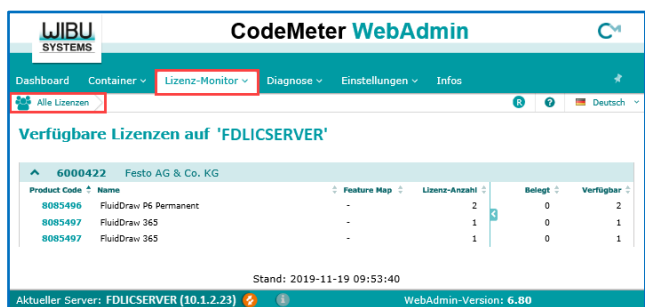 WIBU
SYSTEMS
CodeMeter WebAdmin
Dashboard Container Lizenz-Monitor Diagnose Einstellungen Infos
Alle Lizenzen R ? Deutsch
Verfügbare Lizenzen auf 'FDLICSERVER'
6000422 Festo AG & Co. KG
Product Code Name Feature Map Lizenz-Anzahl Belegt Verfügbar
8085496 FluidDraw P6 Permanent - 2 0 2
8085497 FluidDraw 365 - 1 0 1
8085497 FluidDraw 365 - 1 0 1
Stand: 2019-11-19 09:53:40
Aktueller Server: FDLICSERVER (10.1.2.23) WebAdmin-Version: 6.80